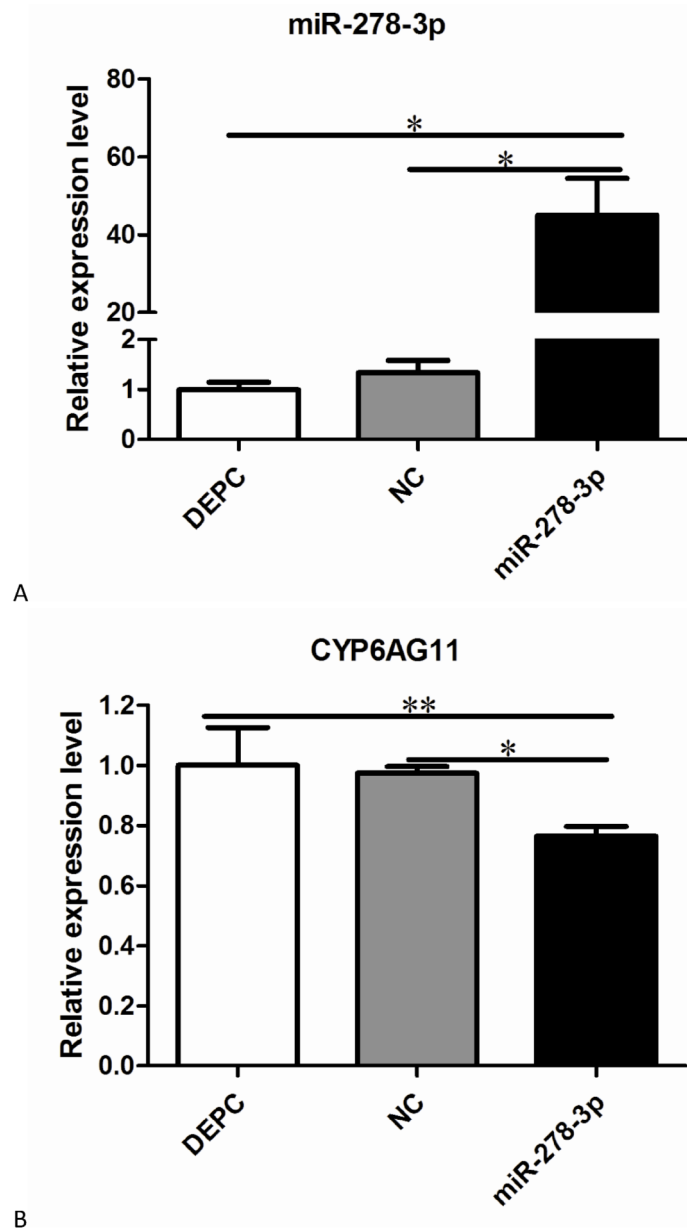 miR-278-3p
Relative expression level
80
60
40
20
2
1
0
*
*
DEPC
NC
miR-278-3p
A
CYP6AG11
Relative expression level
1.2
1.0
0.8
0.6
0.4
0.2
0.0
**
*
DEPC
NC
miR-278-3p
B